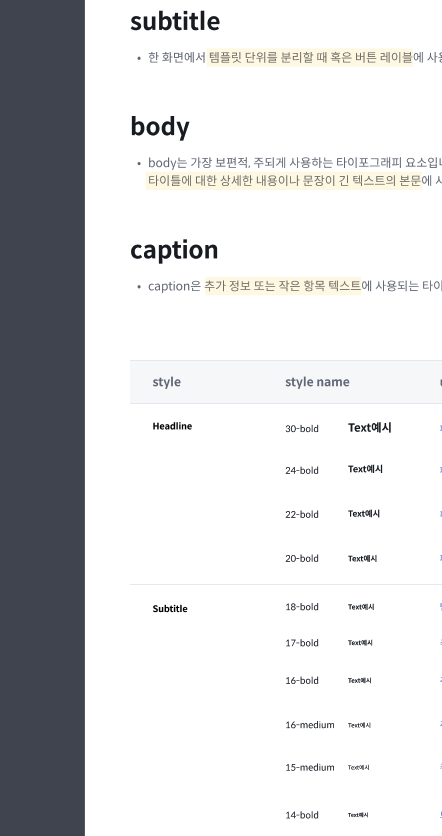 subtitle
• 한 화면에서 템플릿 단위를 분리할 때 혹은 버튼 레이블에
body
• body는 가장 보편적, 주되게 사용하는 타이포그래피
타이틀에 대한 상세한 내용이나 문장이 긴 텍스트의 본문에
caption
• caption은 추가 정보 또는 작은 항목 텍스트에 사용되는
style style name
Headline 30-bold Text예시
24-bold Text예시
22-bold Text예시
20-bold Text예시
Subtitle 18-bold Text예시
17-bold Text예시
16-bold Text예시
16-medium Text예시
15-medium Text예시
14-bold Text예시